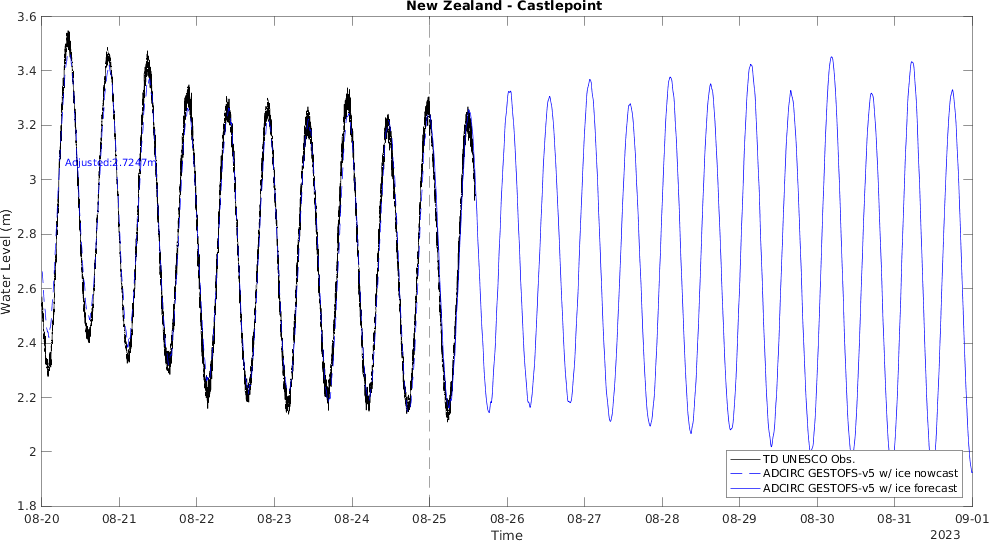 New Zealand - Castlepoint
3.6
3.4
3.2
3
2.8
2.6
2.4
2.2
2
1.8
Water Level (m)
Adjusted:2.7247m
TD UNESCO Obs.
ADCIRC GESTOFS-v5 w/ ice nowcast
ADCIRC GESTOFS-v5 w/ ice forecast
08-20 08-21 08-22 08-23 08-24 08-25 08-26 08-27 08-28 08-29 08-30 08-31 09-01
Time
2023